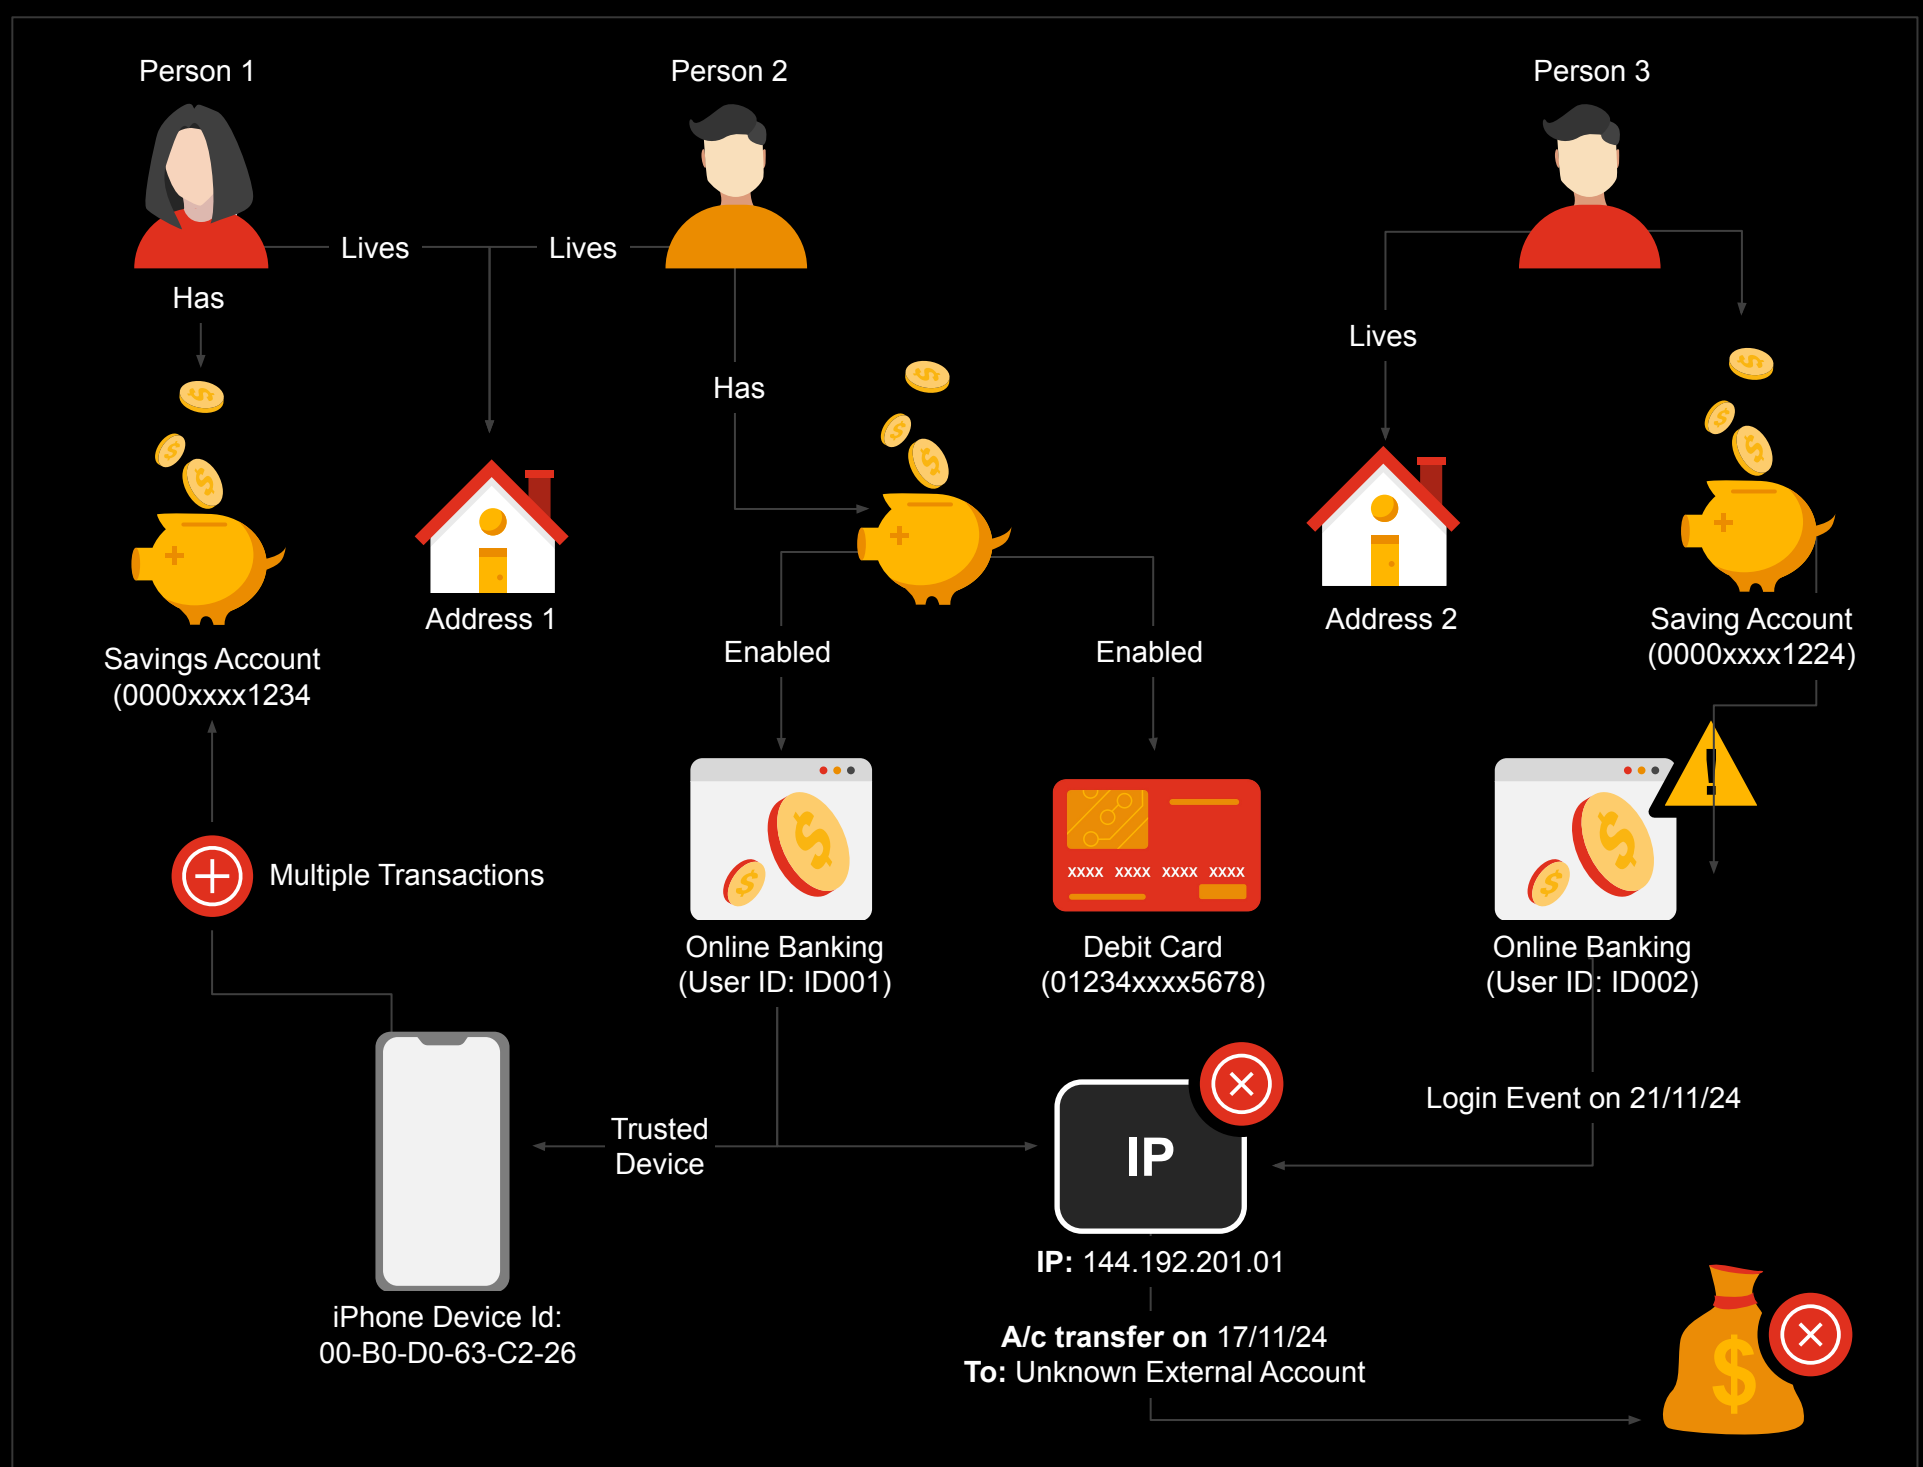 Person 1
Person 2
Person 3
Lives
Lives
Has
Lives
Has
Address 1
Address 2
Saving Account
(0000xxxx1224)
Savings Account
(0000xxxx1234
Enabled
Enabled
!
Multiple Transactions
XXXX XXXX XXXX XXXX
Online Banking
(User ID: ID001)
Debit Card
(01234xxxx5678)
Online Banking
(User ID: ID002)
Login Event on 21/11/24
Trusted
Device
IP
IP: 144.192.201.01
iPhone Device Id:
00-B0-D0-63-C2-26
A/c transfer on 17/11/24
To: Unknown External Account
$